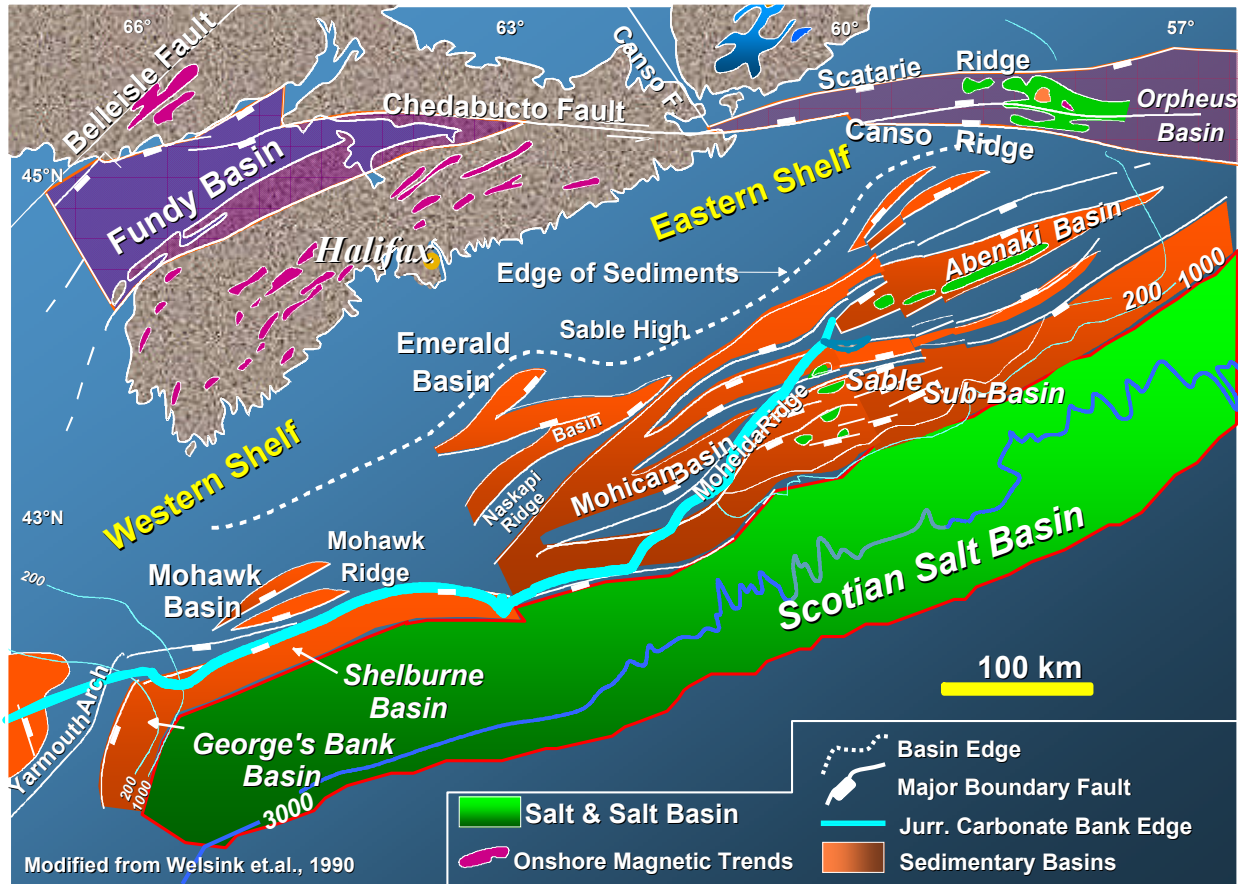 66°
63°
60°
57°
Belleisle Fault
Canso F
Scatarie Ridge
Chedabucto Fault
Orpheus
Basin
Canso Ridge
45°N
Fundy Basin
Eastern Shelf
Halifax
Abenaki Basin
Edge of Sediments
200
1000
Sable High
Emerald
Basin
Sable
Sub-Basin
Basin
Moheida Ridge
Mohican Basin
Naskapi
Ridge
Western Shelf
43°N
Mohawk
Ridge
Scotian Salt Basin
200
Mohawk
Basin
100 km
Shelburne
Basin
Yarmouth Arch
George's Bank
Basin
200
1000
3000
Basin Edge
Major Boundary Fault
Salt & Salt Basin
Jurr. Carbonate Bank Edge
Onshore Magnetic Trends
Sedimentary Basins
Modified from Welsink et.al., 1990